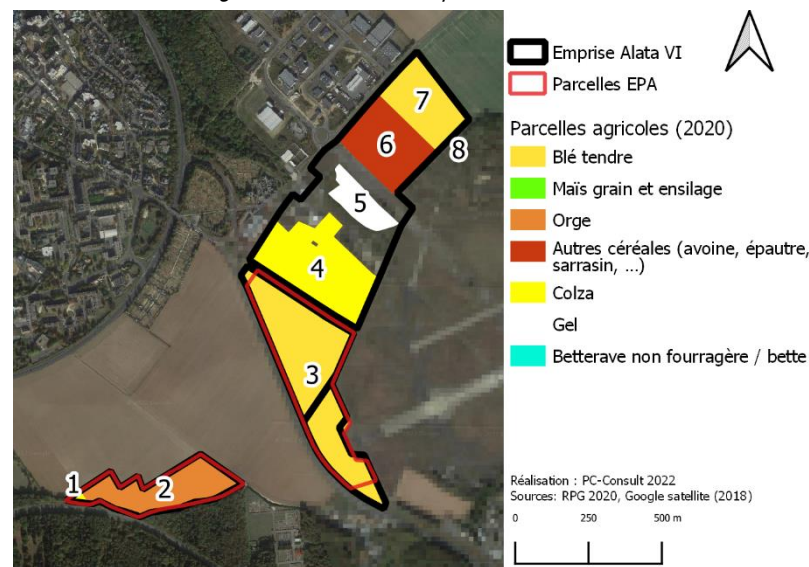 7
6
8
5
4
3
1
2
Emprise Alata VI
Parcelles EPA
Parcelles agricoles (2020)
Blé tendre
Maïs grain et ensilage
Orge
Autres céréales (avoine, épautre,
sarrasin, ...)
Colza
Gel
Betterave non fourragère / bette
Réalisation : PC-Consult 2022
Sources: RPG 2020, Google satellite (2018)
0 250 500 m